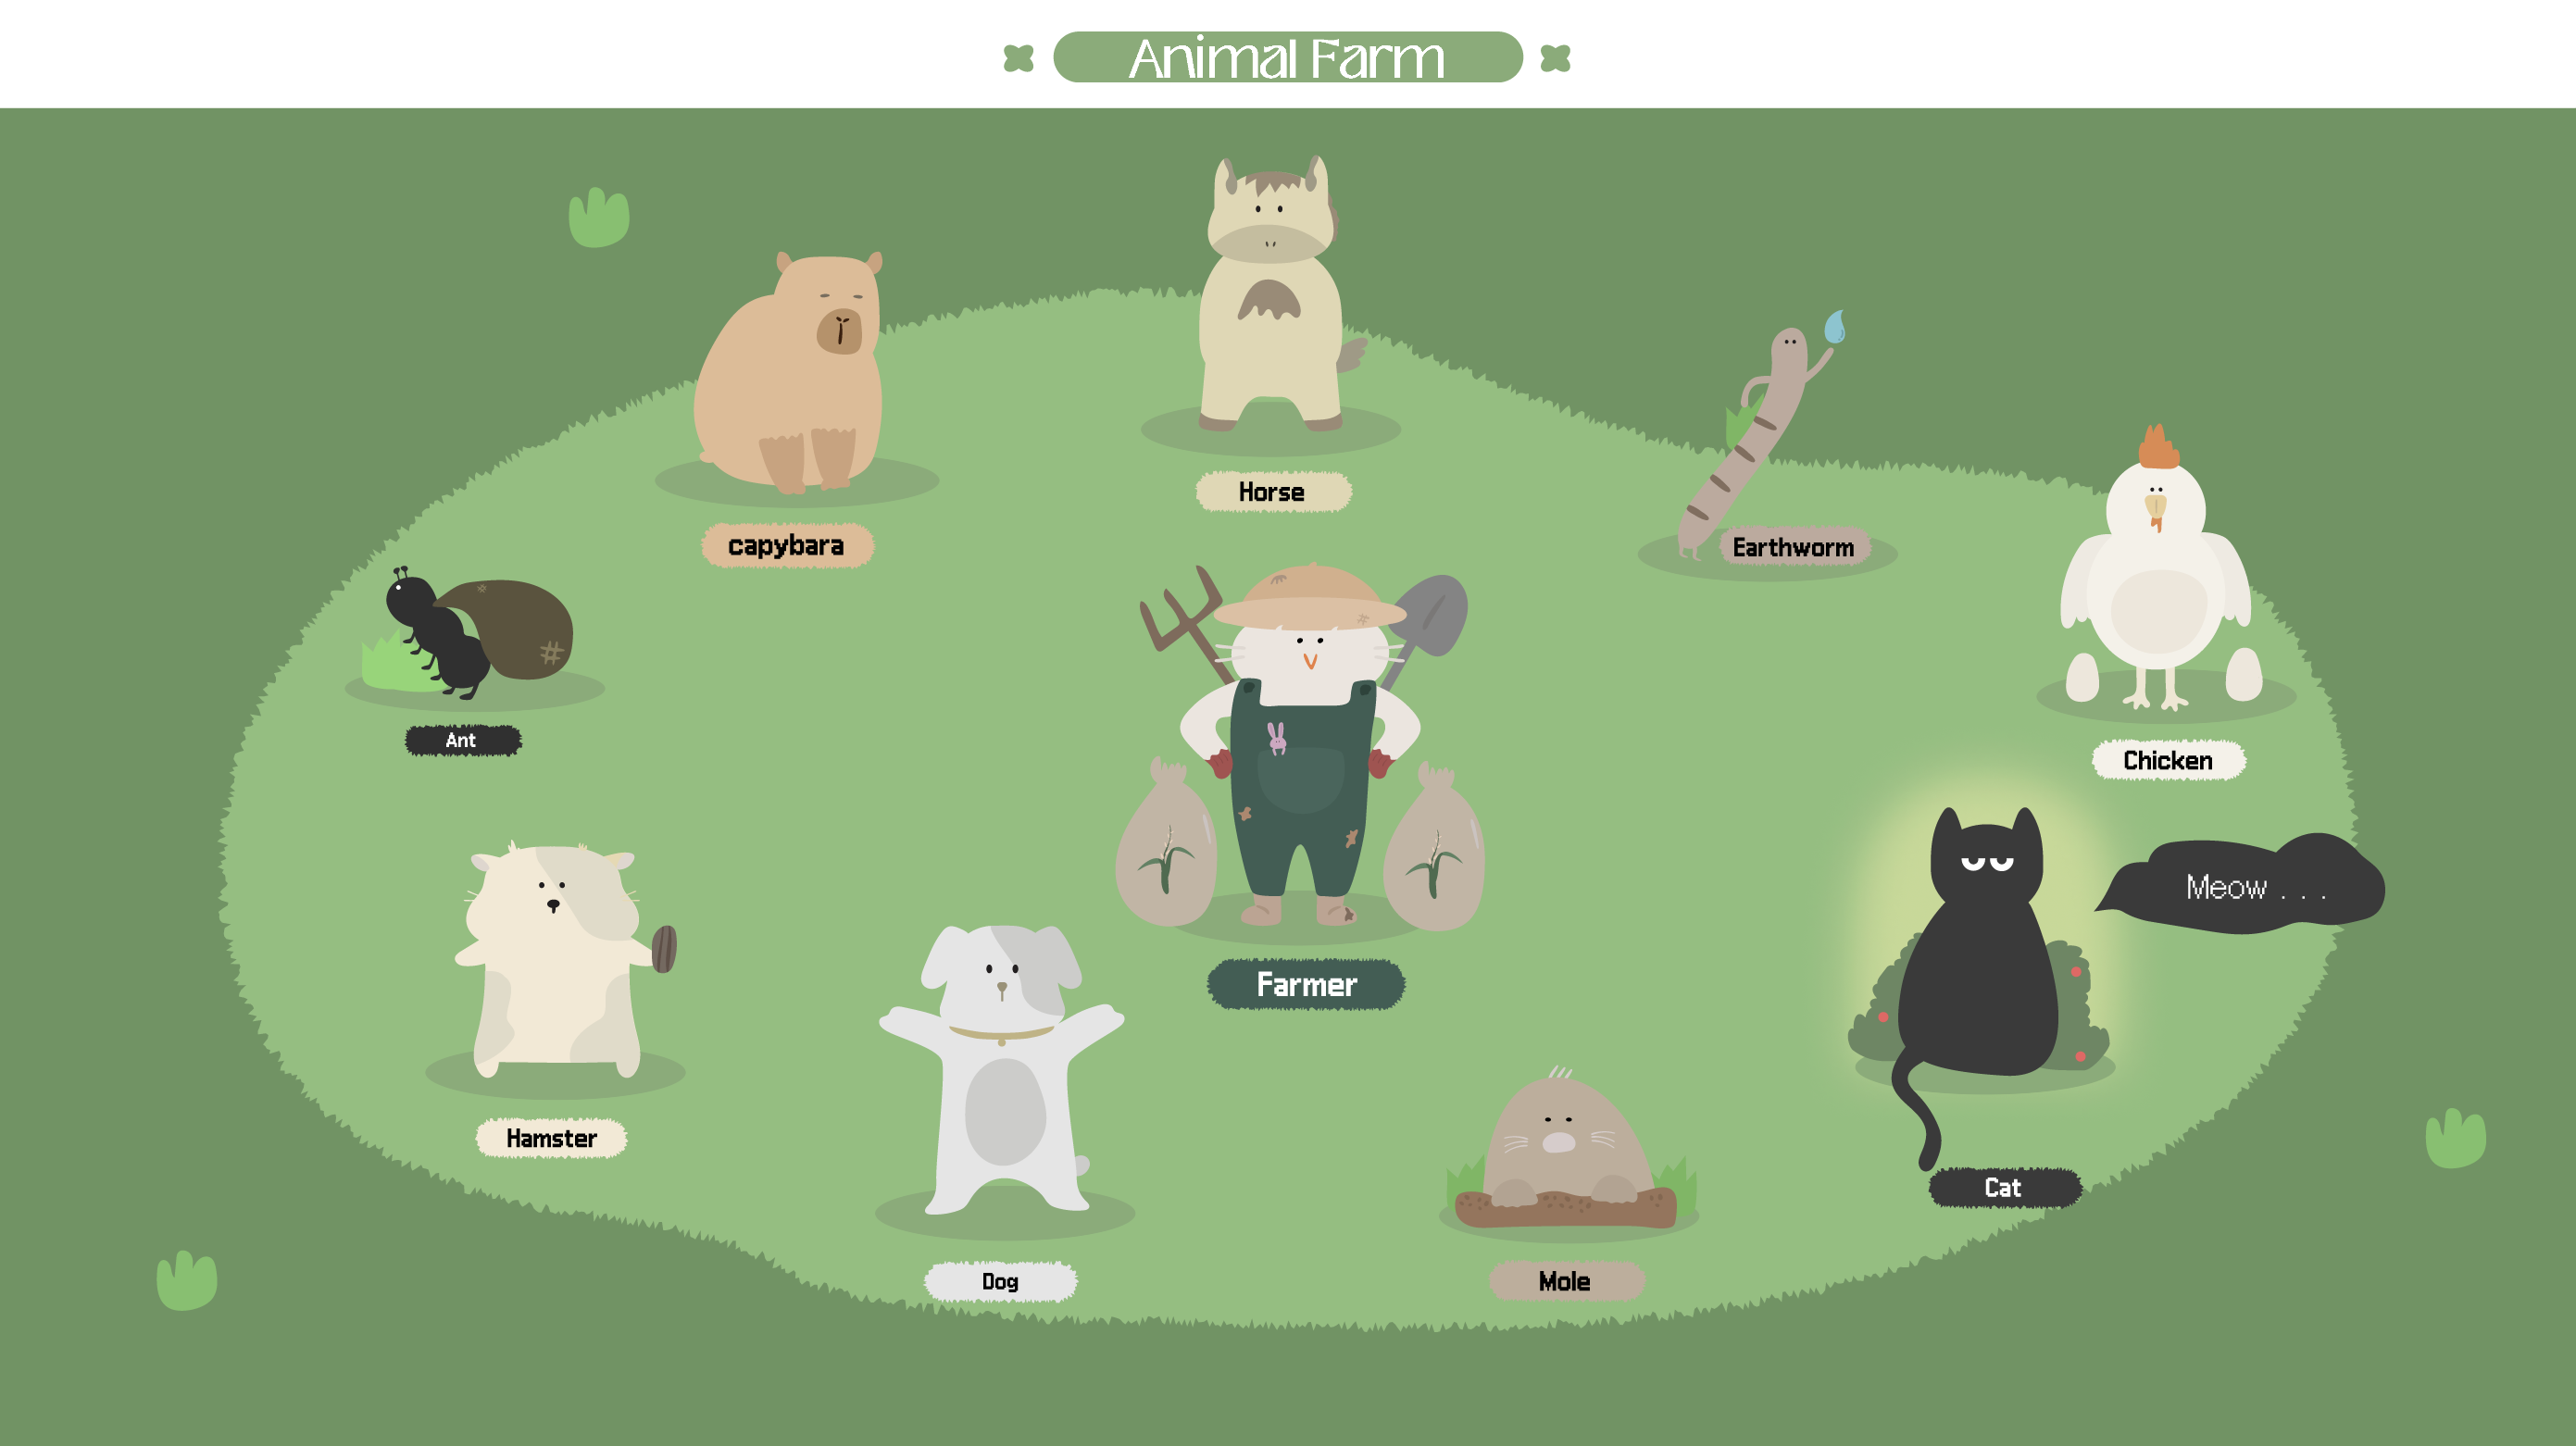 Animal Farm
Horse
capybara
Earthworm
Ant
Chicken
Meow . . .
Farmer
Hamster
Cat
Dog
Mole